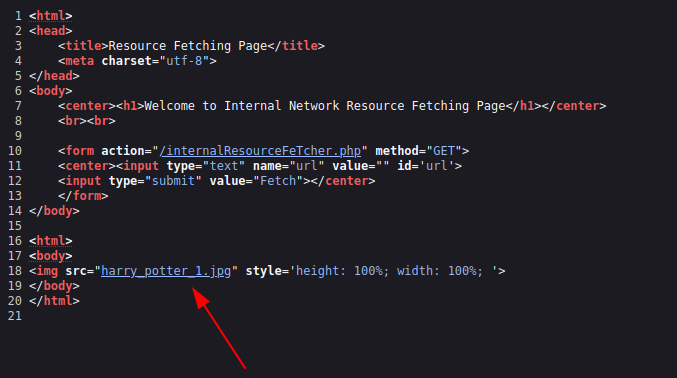 1 <html>
2 <head>
3     <title>Resource Fetching Page</title>
4     <meta charset="utf-8">
5 </head>
6 <body>
7     <center><h1>Welcome to Internal Network Resource Fetching Page</h1></center>
8     <br><br>
9
10     <form action="/internalResourceFeTcher.php" method="GET">
11     <center><input type="text" name="url" value="" id='url'>
12     <input type="submit" value="Fetch"></center>
13     </form>
14 </body>
15
16 <html>
17 <body>
18 <img src="harry_potter_1.jpg" style='height: 100%; width: 100%; '>
19 </body>
20 </html>
21